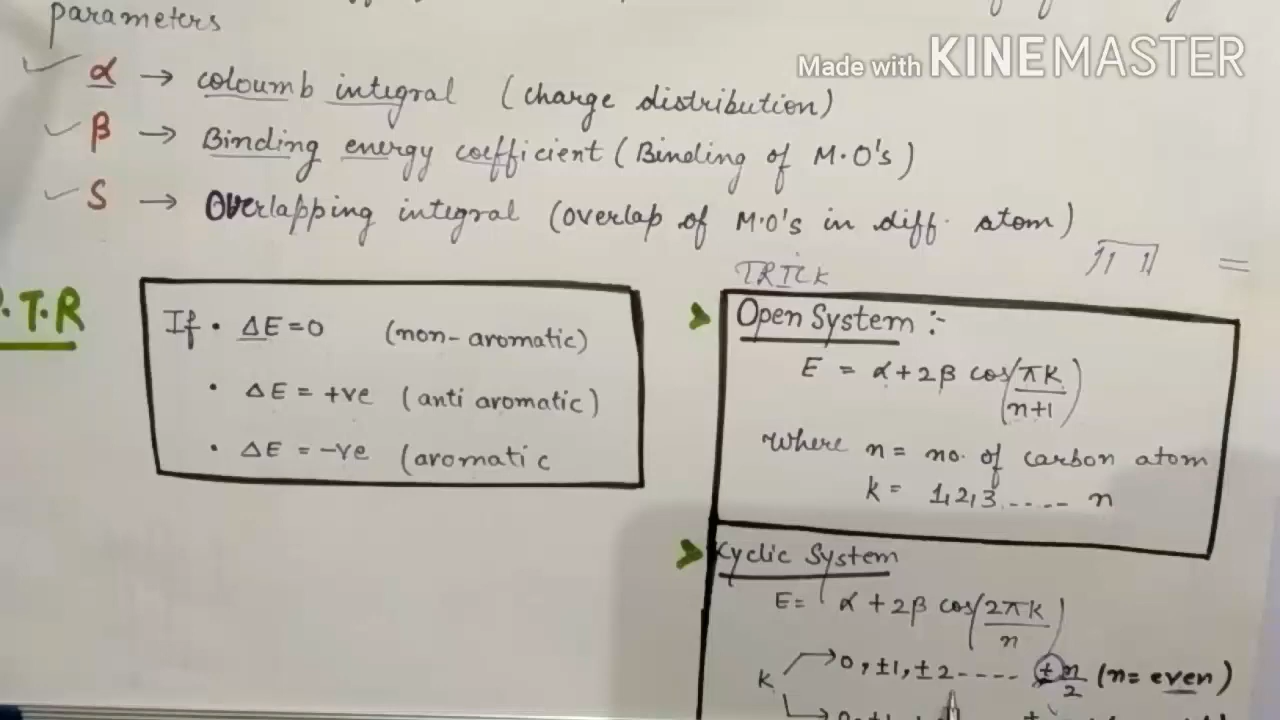 parameters
Made with KINEMASTER
α → coloumb integral (charge distribution)
β → Binding energy coefficient (Binding of M.O's)
S → Overlapping integral (overlap of M.O's in diff. atom)
=
.T.R
If • ΔE=0 (non-aromatic)
• ΔE = +ve (anti aromatic)
• ΔE = -ve (aromatic
TRICK
Open System :-
E = α+2β cos(πk/n+1)
Where n = no. of carbon atom
k = 1,2,3 ..... n
Cyclic System
E = α + 2β cos(2πk/n)
K → 0, ±1, ±2 ----- ± n/2 (n= even)